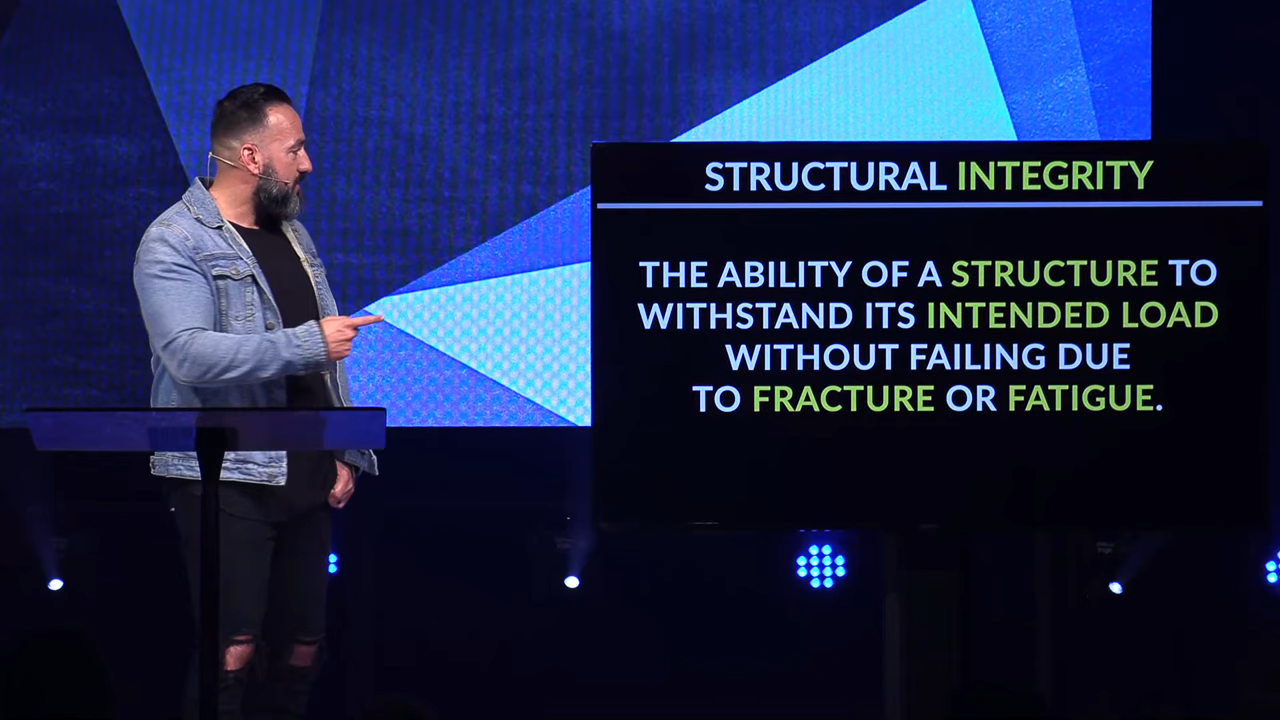 STRUCTURAL INTEGRITY
THE ABILITY OF A STRUCTURE TO
WITHSTAND ITS INTENDED LOAD
WITHOUT FAILING DUE
TO FRACTURE OR FATIGUE.